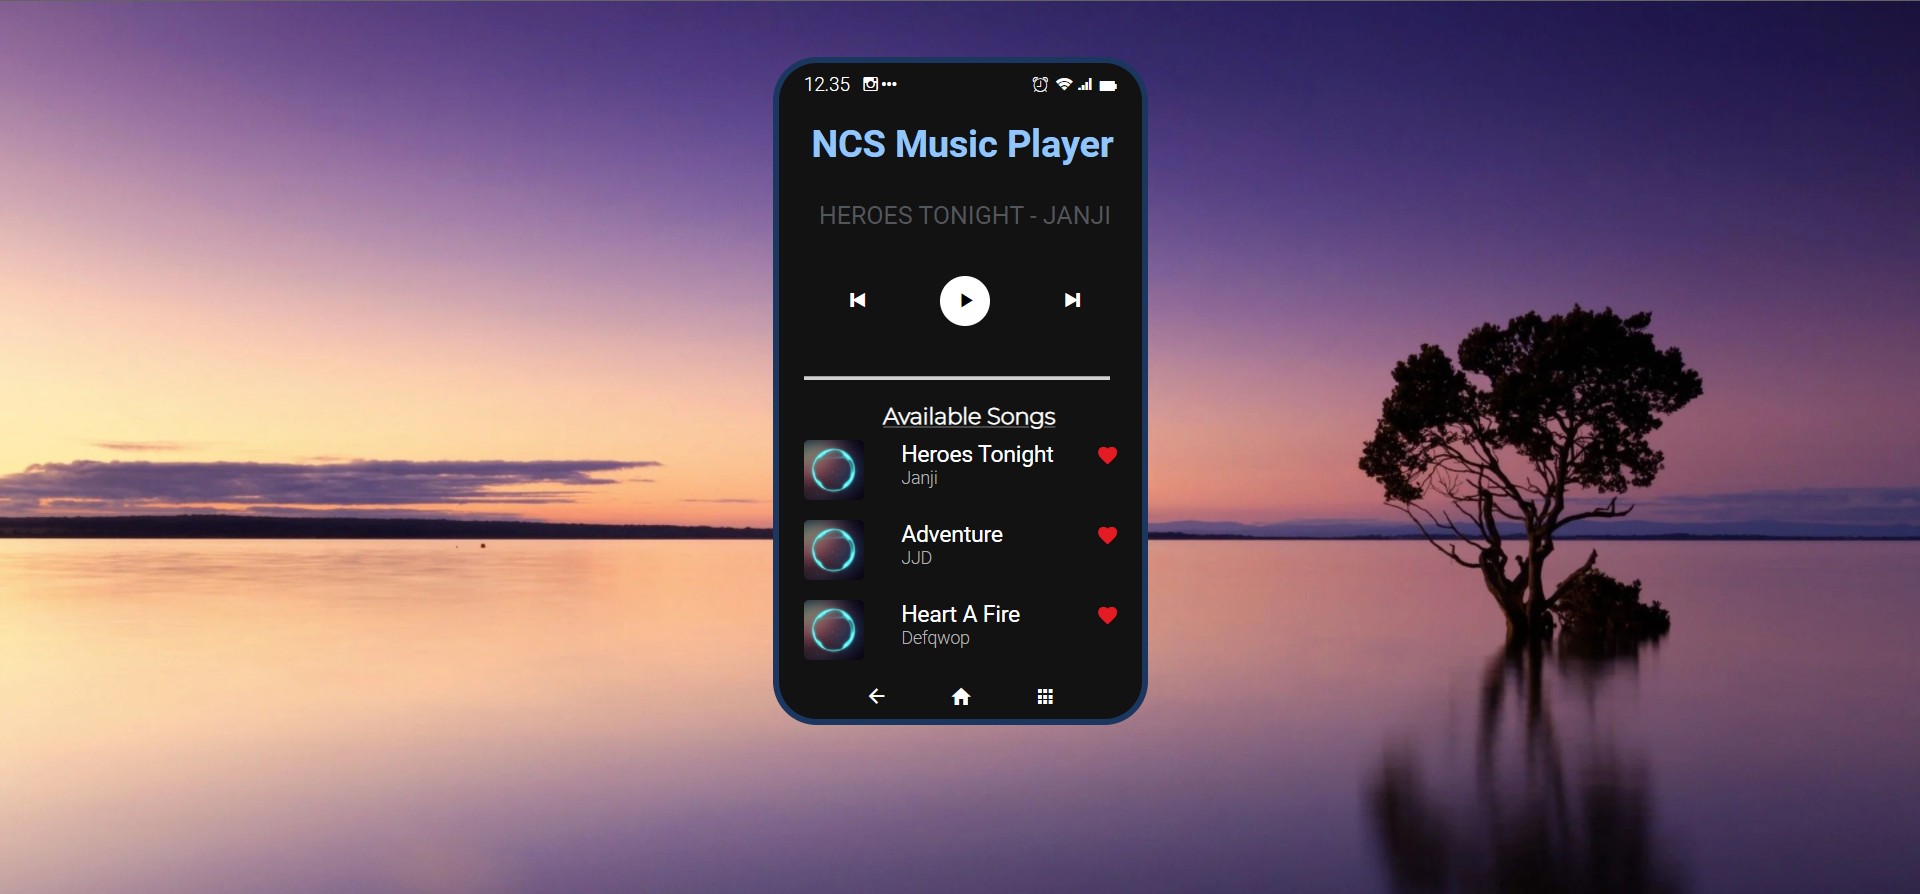 12.35
NCS Music Player
HEROES TONIGHT - JANJI
Available Songs
Heroes Tonight
Janji
Adventure
JJD
Heart A Fire
Defqwop